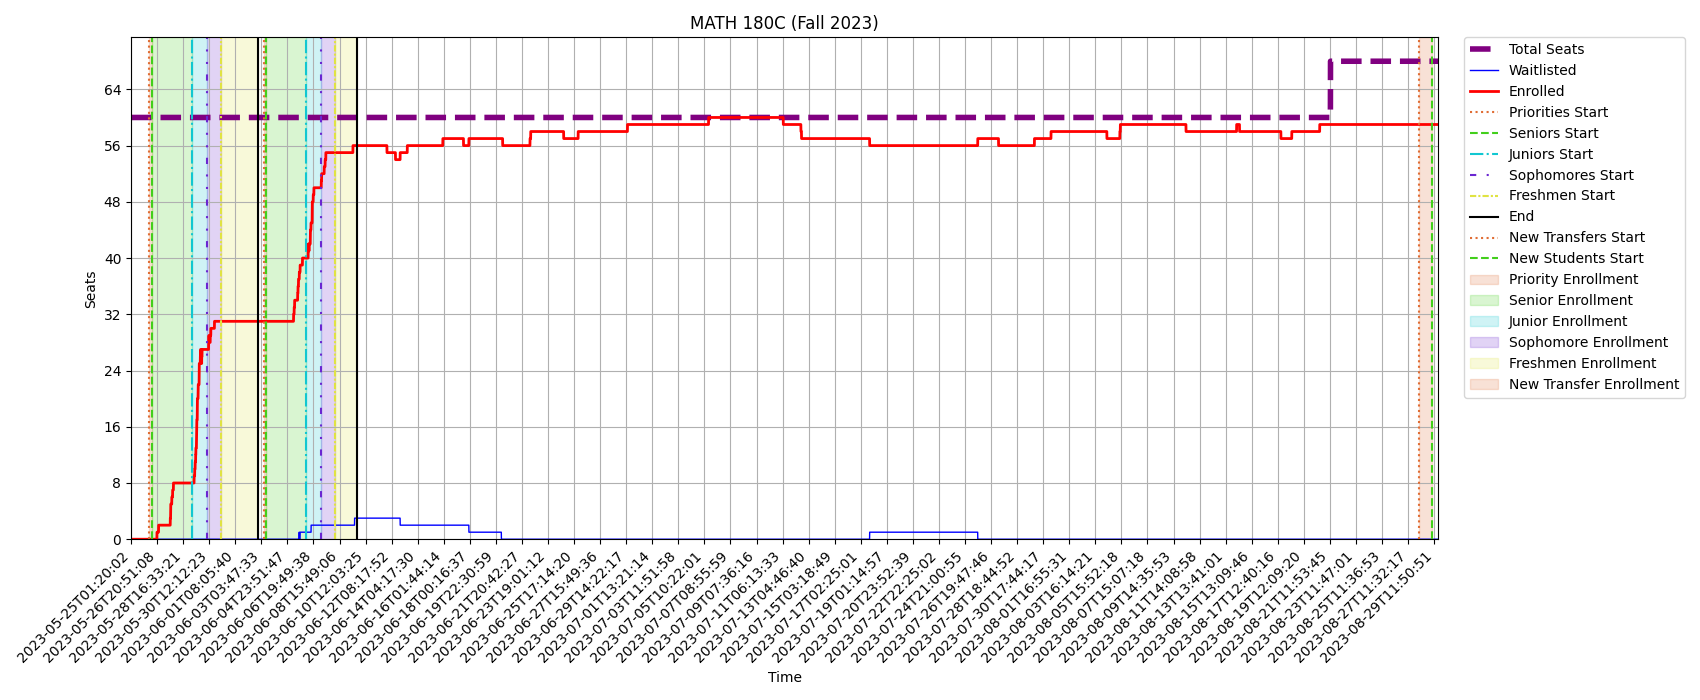 MATH 180C (Fall 2023)
Seats
64
56
48
40
32
24
16
8
0
2023-05-25T01:20:02
2023-05-26T20:51:08
2023-05-28T16:33:21
2023-05-30T12:12:23
2023-06-01T08:05:40
2023-06-03T03:47:33
2023-06-04T23:51:47
2023-06-06T19:49:38
2023-06-08T15:49:06
2023-06-10T12:03:25
2023-06-12T08:17:52
2023-06-14T04:17:30
2023-06-16T01:44:14
2023-06-18T00:16:37
2023-06-19T22:30:59
2023-06-21T20:42:27
2023-06-23T19:01:12
2023-06-25T17:14:20
2023-06-27T15:49:36
2023-06-29T14:22:17
2023-07-01T13:21:14
2023-07-03T11:51:58
2023-07-05T10:22:01
2023-07-07T08:55:59
2023-07-09T07:36:16
2023-07-11T06:13:33
2023-07-13T04:46:40
2023-07-15T03:18:49
2023-07-17T02:25:01
2023-07-19T01:14:57
2023-07-20T23:52:39
2023-07-22T22:25:02
2023-07-24T21:00:55
2023-07-26T19:47:46
2023-07-28T18:44:52
2023-07-30T17:44:17
2023-08-01T16:55:31
2023-08-03T16:14:21
2023-08-05T15:52:18
2023-08-07T15:07:18
2023-08-09T14:35:53
2023-08-11T14:08:58
2023-08-13T13:41:01
2023-08-15T13:09:46
2023-08-17T12:40:16
2023-08-19T12:09:20
2023-08-21T11:53:45
2023-08-23T11:47:01
2023-08-25T11:36:53
2023-08-27T11:32:17
2023-08-29T11:50:51
Time
Total Seats
Waitlisted
Enrolled
Priorities Start
Seniors Start
Juniors Start
Sophomores Start
Freshmen Start
End
New Transfers Start
New Students Start
Priority Enrollment
Senior Enrollment
Junior Enrollment
Sophomore Enrollment
Freshmen Enrollment
New Transfer Enrollment